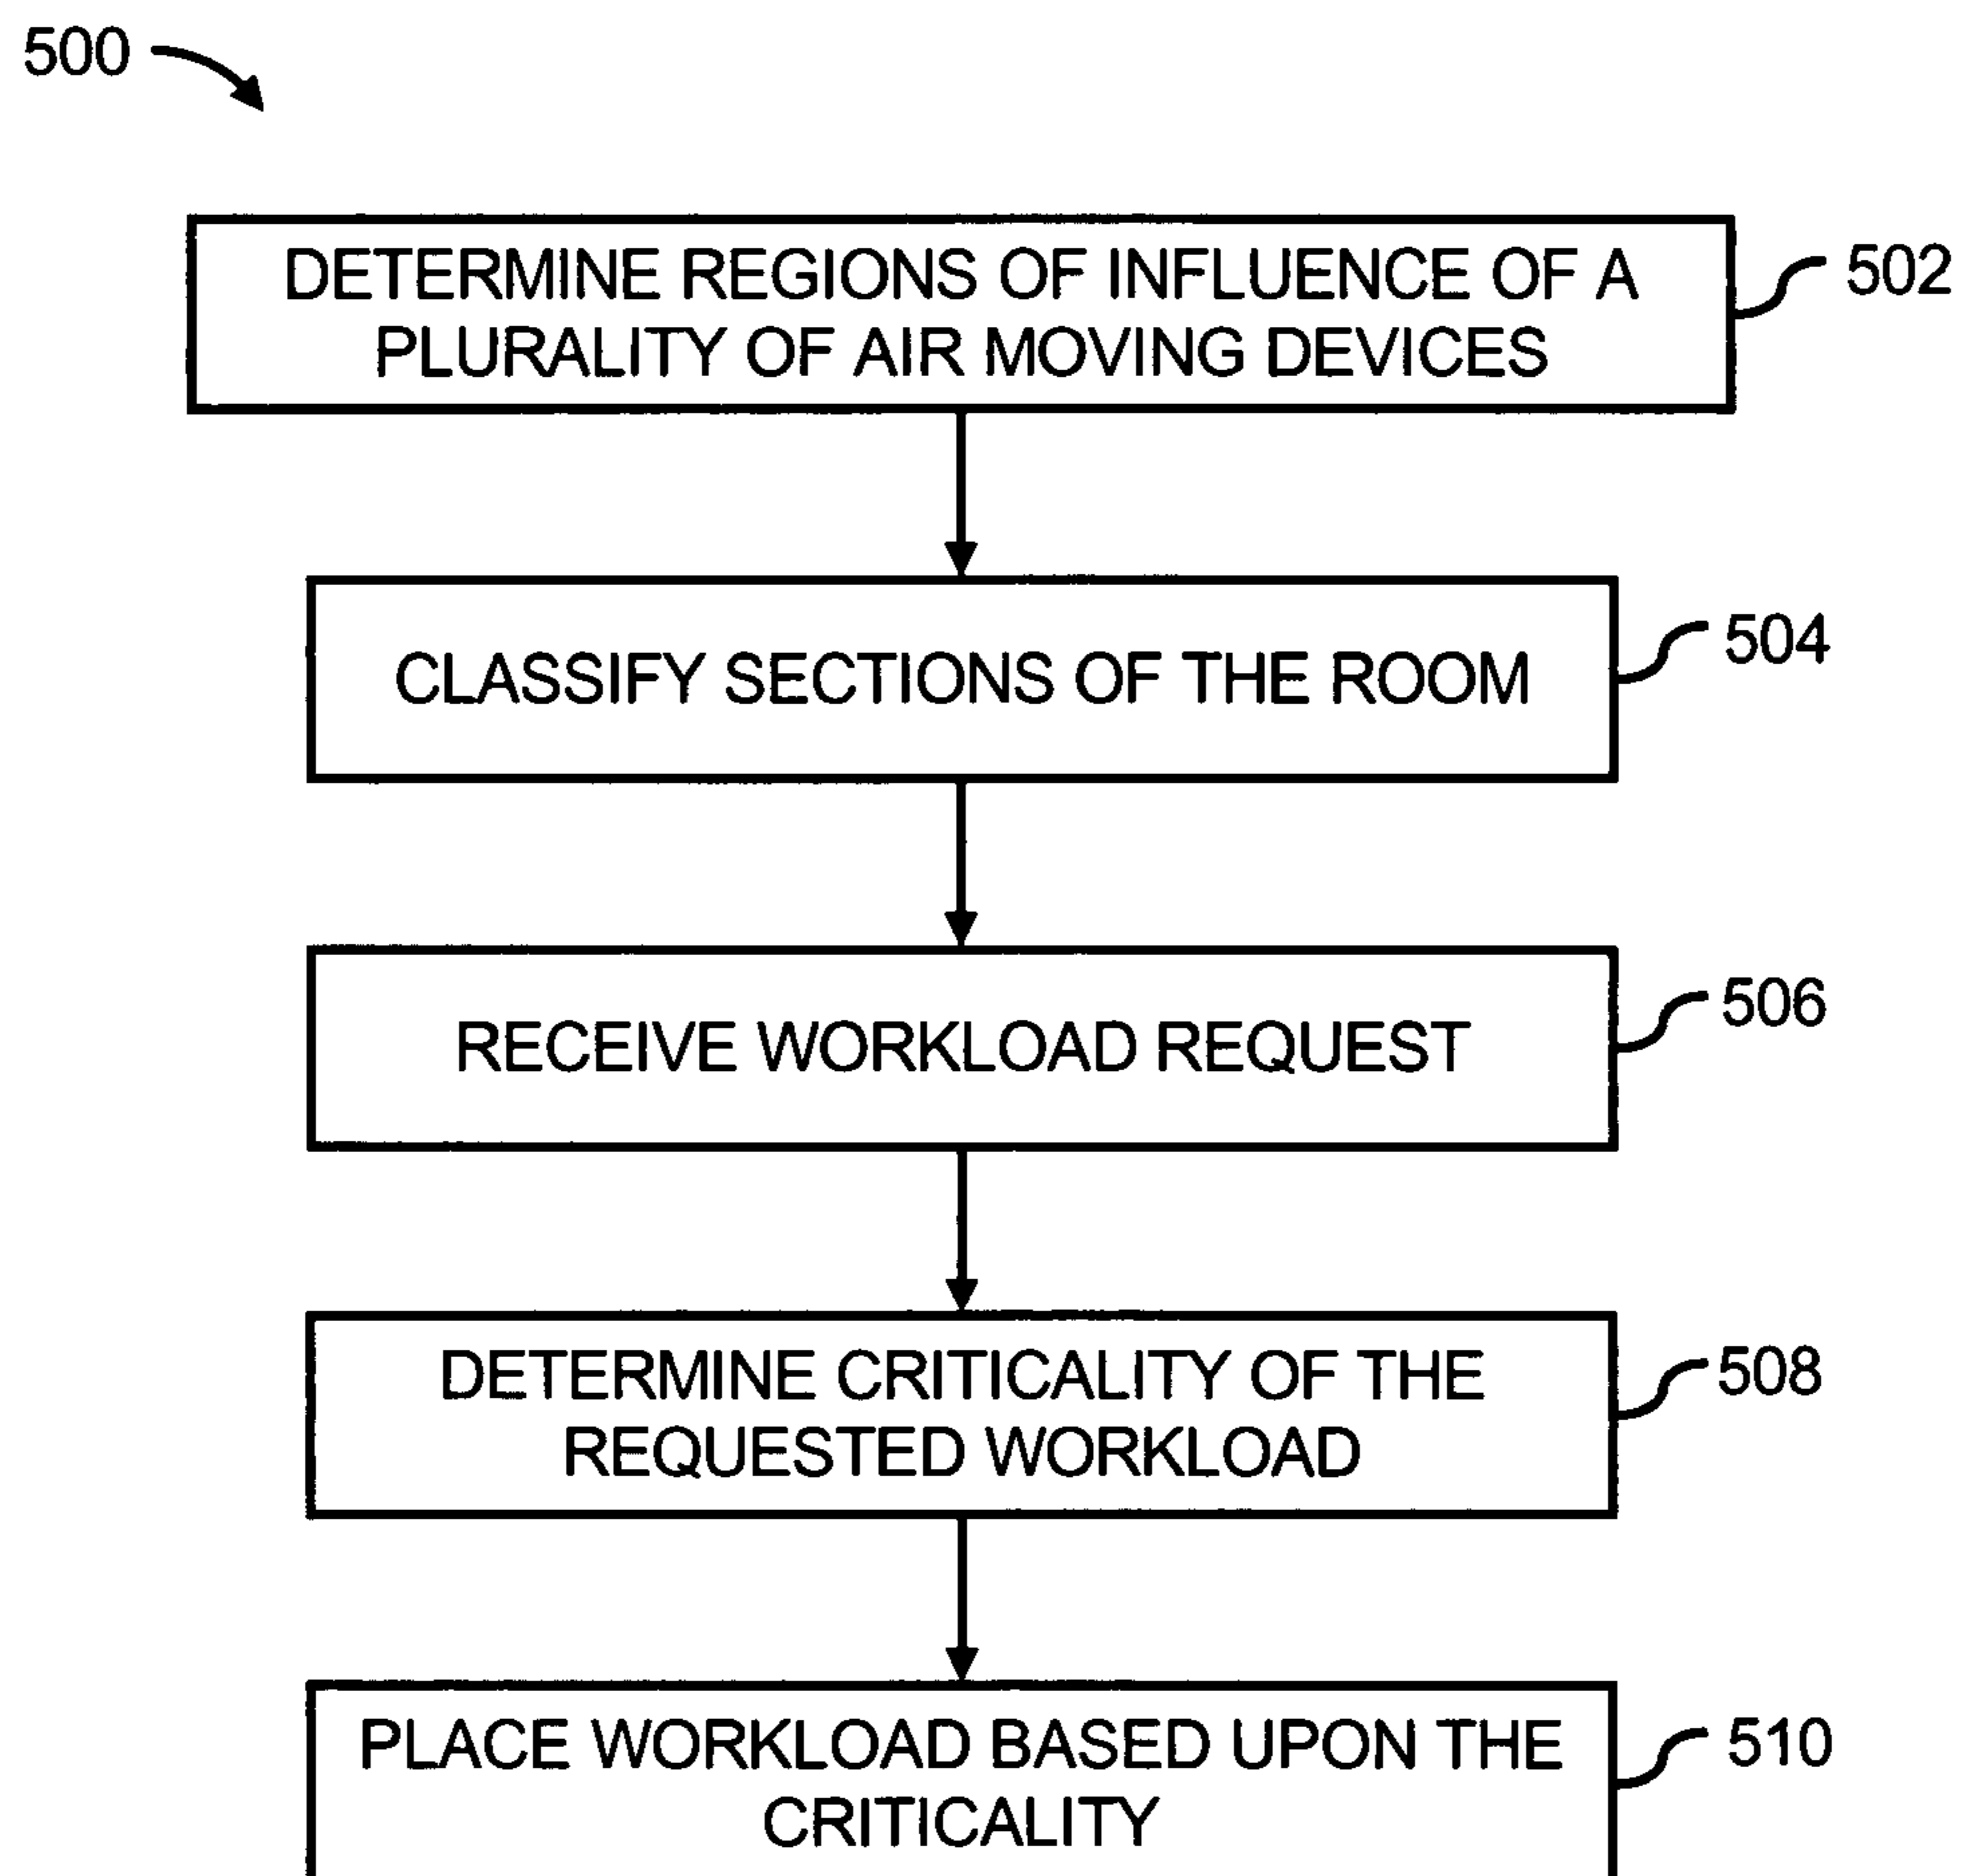 500
DETERMINE REGIONS OF INFLUENCE OF A
PLURALITY OF AIR MOVING DEVICES
502
CLASSIFY SECTIONS OF THE ROOM
504
RECEIVE WORKLOAD REQUEST
506
DETERMINE CRITICALITY OF THE
REQUESTED WORKLOAD
508
PLACE WORKLOAD BASED UPON THE
CRITICALITY
510